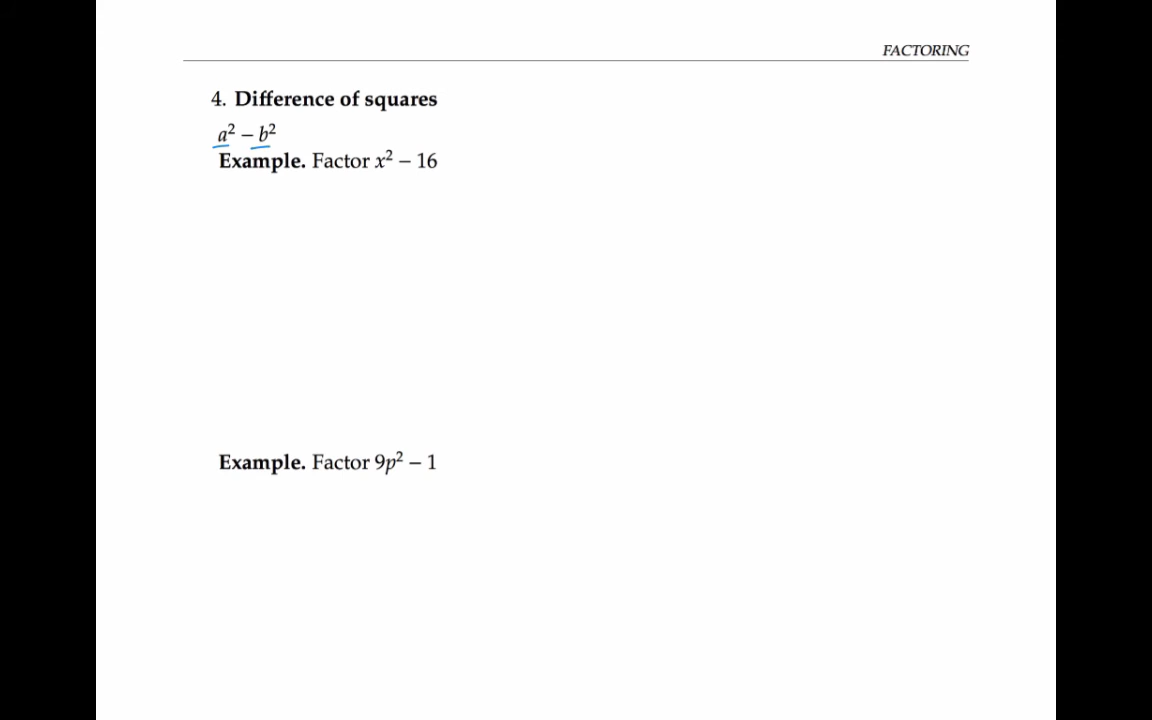 FACTORING
4. Difference of squares
a² − b²
Example. Factor x² − 16
Example. Factor 9p² − 1